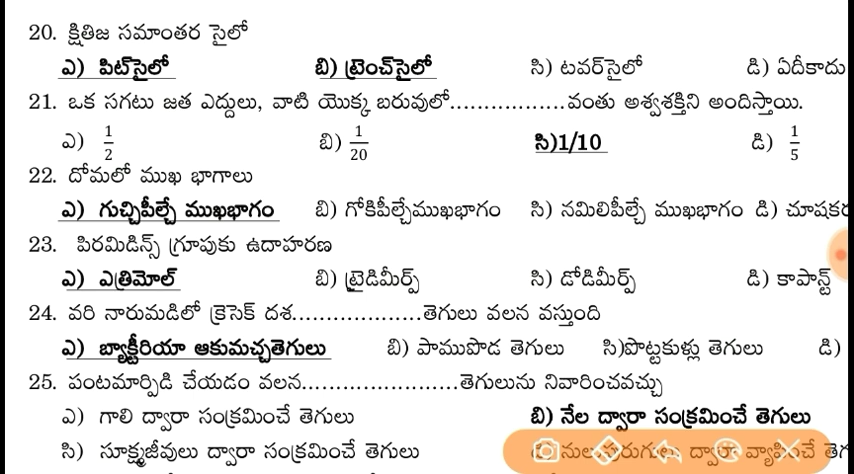 20. క్షితిజ సమాంతర సైలో
ఎ) పిట్‌సైలో బి) ట్రెంచ్‌సైలో సి) టవర్‌సైలో డి) ఏదీకాదు
21. ఒక సగటు జత ఎద్దులు, వాటి యొక్క బరువులో..................వంతు అశ్వశక్తిని అందిస్తాయి.
ఎ) 1/2 బి) 1/20 సి)1/10 డి) 1/5
22. దోమలో ముఖ భాగాలు
ఎ) గుచ్చిపీల్చే ముఖభాగం బి) గోకిపీల్చేముఖభాగం సి) నమిలిపీల్చే ముఖభాగం డి) చూషకర
23. పిరమిడిన్స్ గ్రూపుకు ఉదాహరణ
ఎ) ఎత్రిమోల్ బి) ట్రైడిమీర్ఫ్ సి) డోడిమీర్ఫ్ డి) కాపాన్ట్
24. వరి నారుమడిలో క్రెసెక్ దశ....................తెగులు వలన వస్తుంది
ఎ) బ్యాక్టీరియా ఆకుమచ్చతెగులు బి) పాముపొడ తెగులు సి)పొట్టకుళ్లు తెగులు డి)
25. పంటమార్పిడి చేయడం వలన........................తెగులును నివారించవచ్చు
ఎ) గాలి ద్వారా సంక్రమించే తెగులు బి) నేల ద్వారా సంక్రమించే తెగులు
సి) సూక్ష్మజీవులు ద్వారా సంక్రమించే తెగులు ద్వారా వ్యాపించే